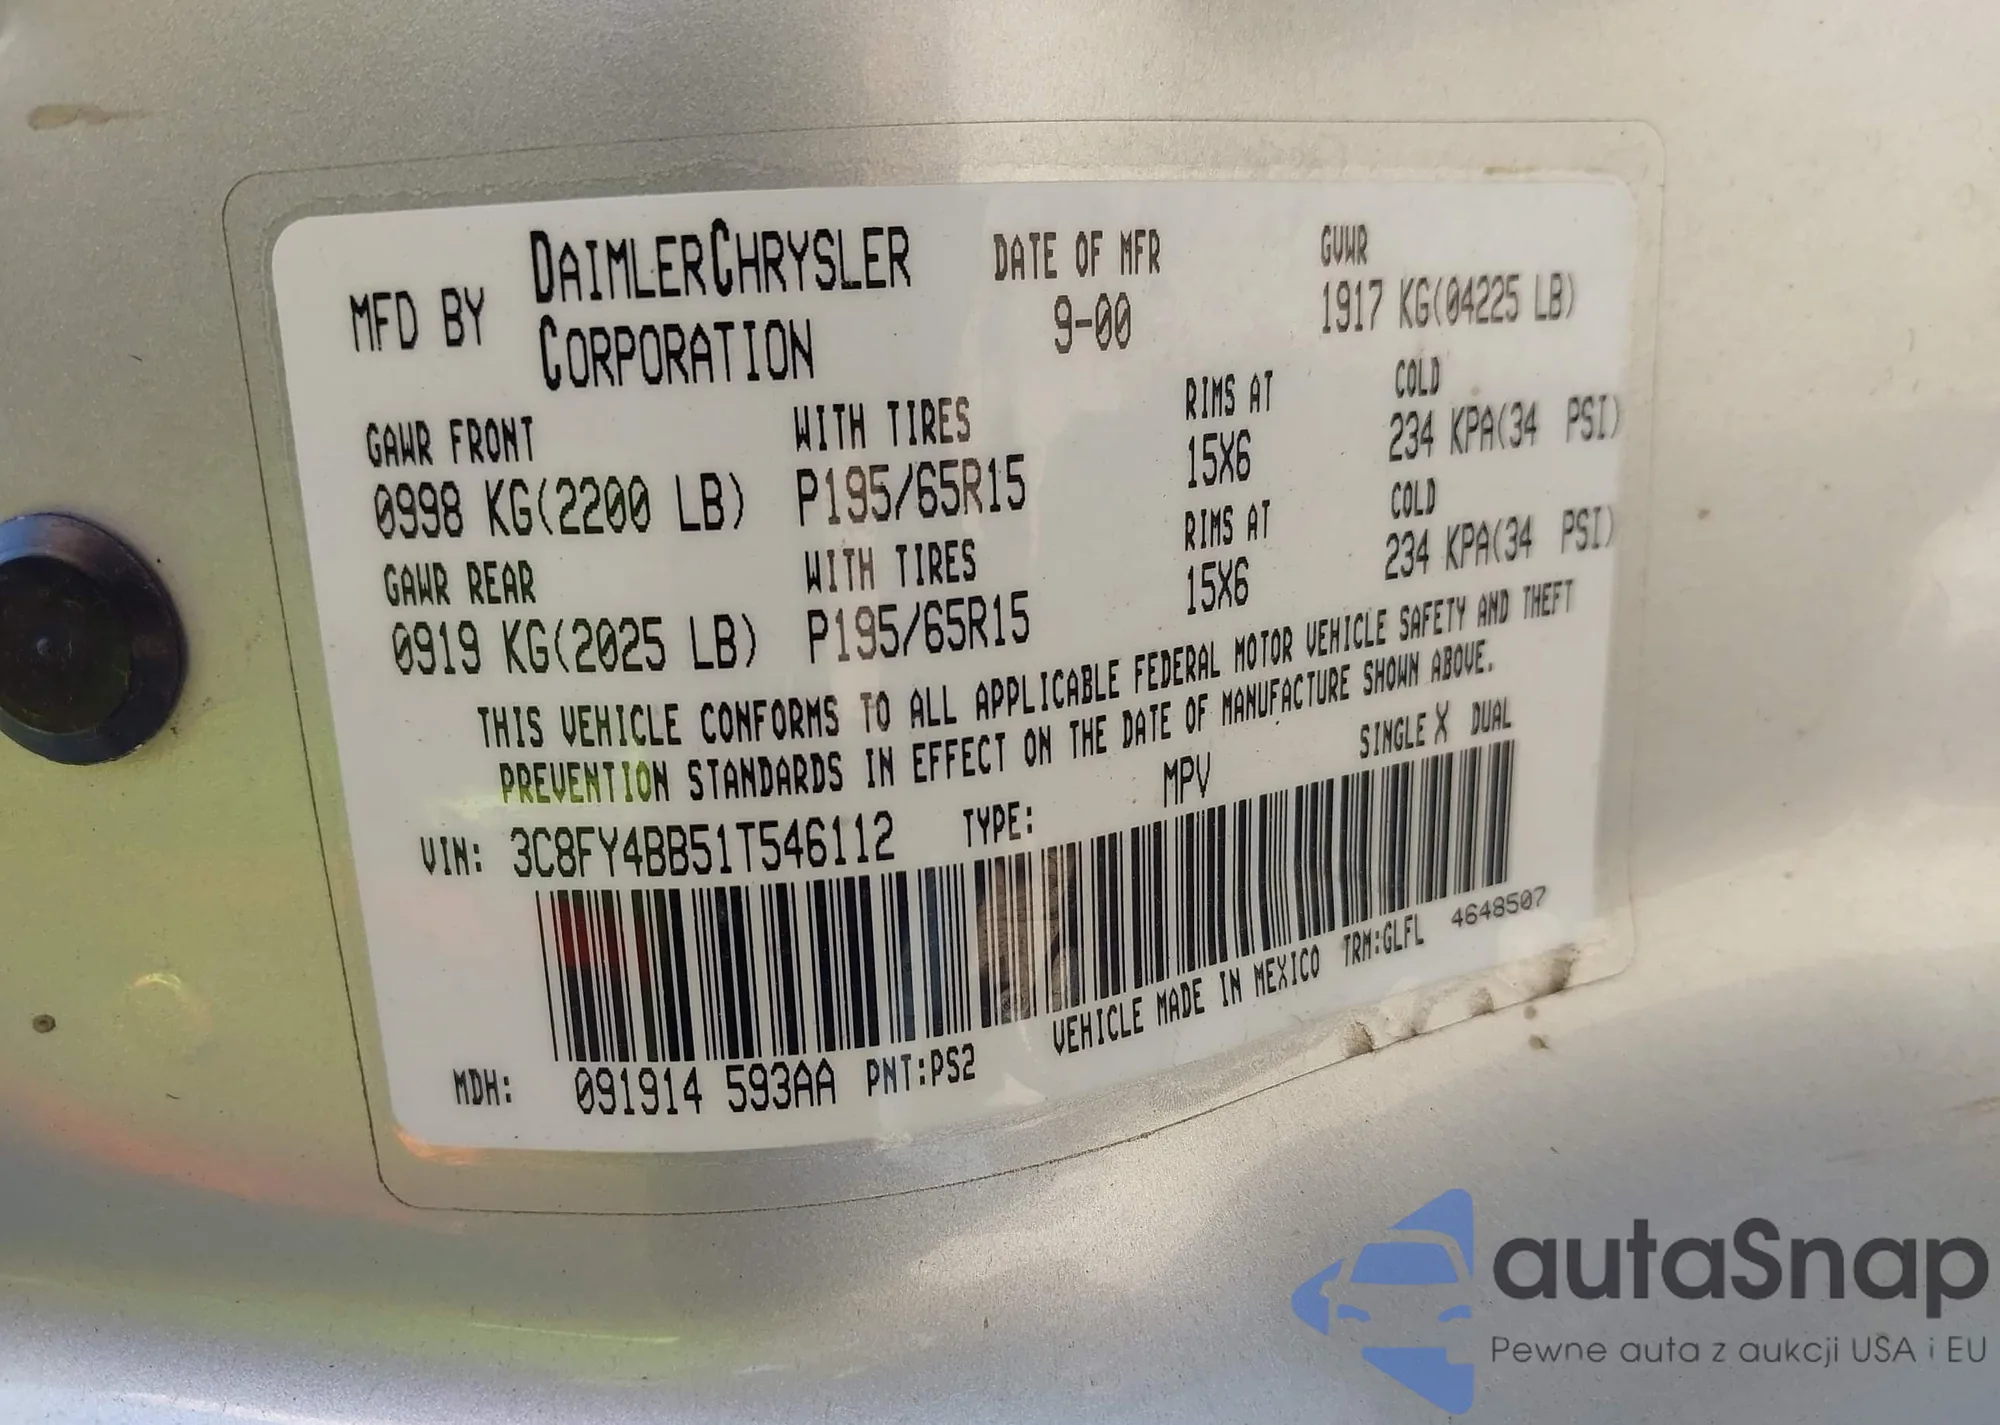 MFD BY DAIMLERCHRYSLER CORPORATION
DATE OF MFR
9-00
GVWR
1917 KG(04225 LB)
GAWR FRONT WITH TIRES RIMS AT COLD
0998 KG(2200 LB) P195/65R15 15X6 234 KPA(34 PSI)
GAWR REAR WITH TIRES RIMS AT COLD
0919 KG(2025 LB) P195/65R15 15X6 234 KPA(34 PSI)
THIS VEHICLE CONFORMS TO ALL APPLICABLE FEDERAL MOTOR VEHICLE SAFETY AND THEFT
PREVENTION STANDARDS IN EFFECT ON THE DATE OF MANUFACTURE SHOWN ABOVE.
VIN: 3C8FY4BB51T546112 TYPE: MPV SINGLE X DUAL
MDH: 091914 593AA PNT:PS2 VEHICLE MADE IN MEXICO TRM:GLFL 4648507
autaSnap
Pewne auta z aukcji USA i EU